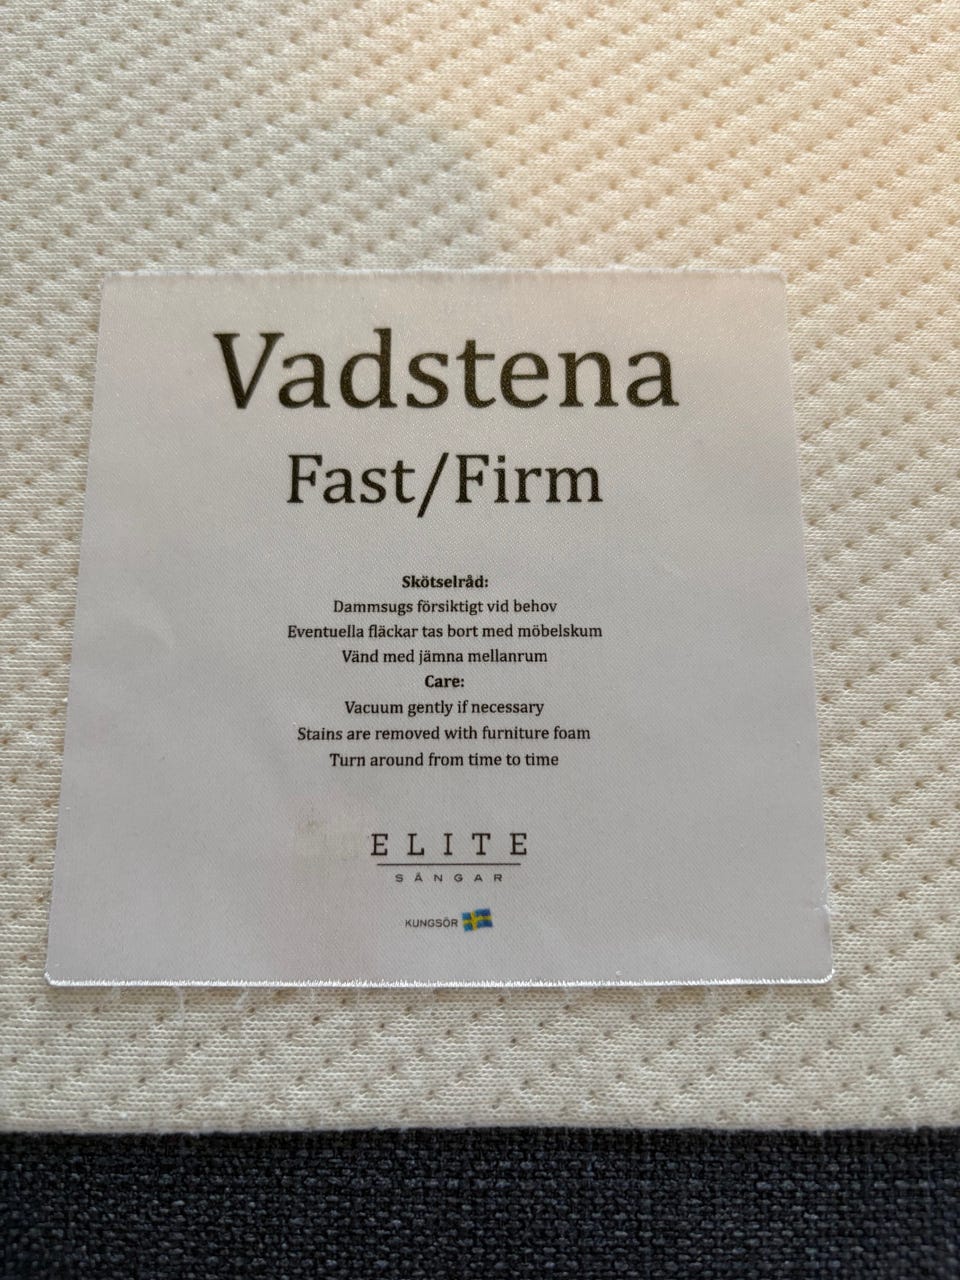 Vadstena
Fast/Firm
Skötselråd:
Dammsugs försiktigt vid behov
Eventuella fläckar tas bort med möbelskum
Vänd med jämna mellanrum
Care:
Vacuum gently if necessary
Stains are removed with furniture foam
Turn around from time to time
ELITE
SÄNGAR
KUNGSÖR